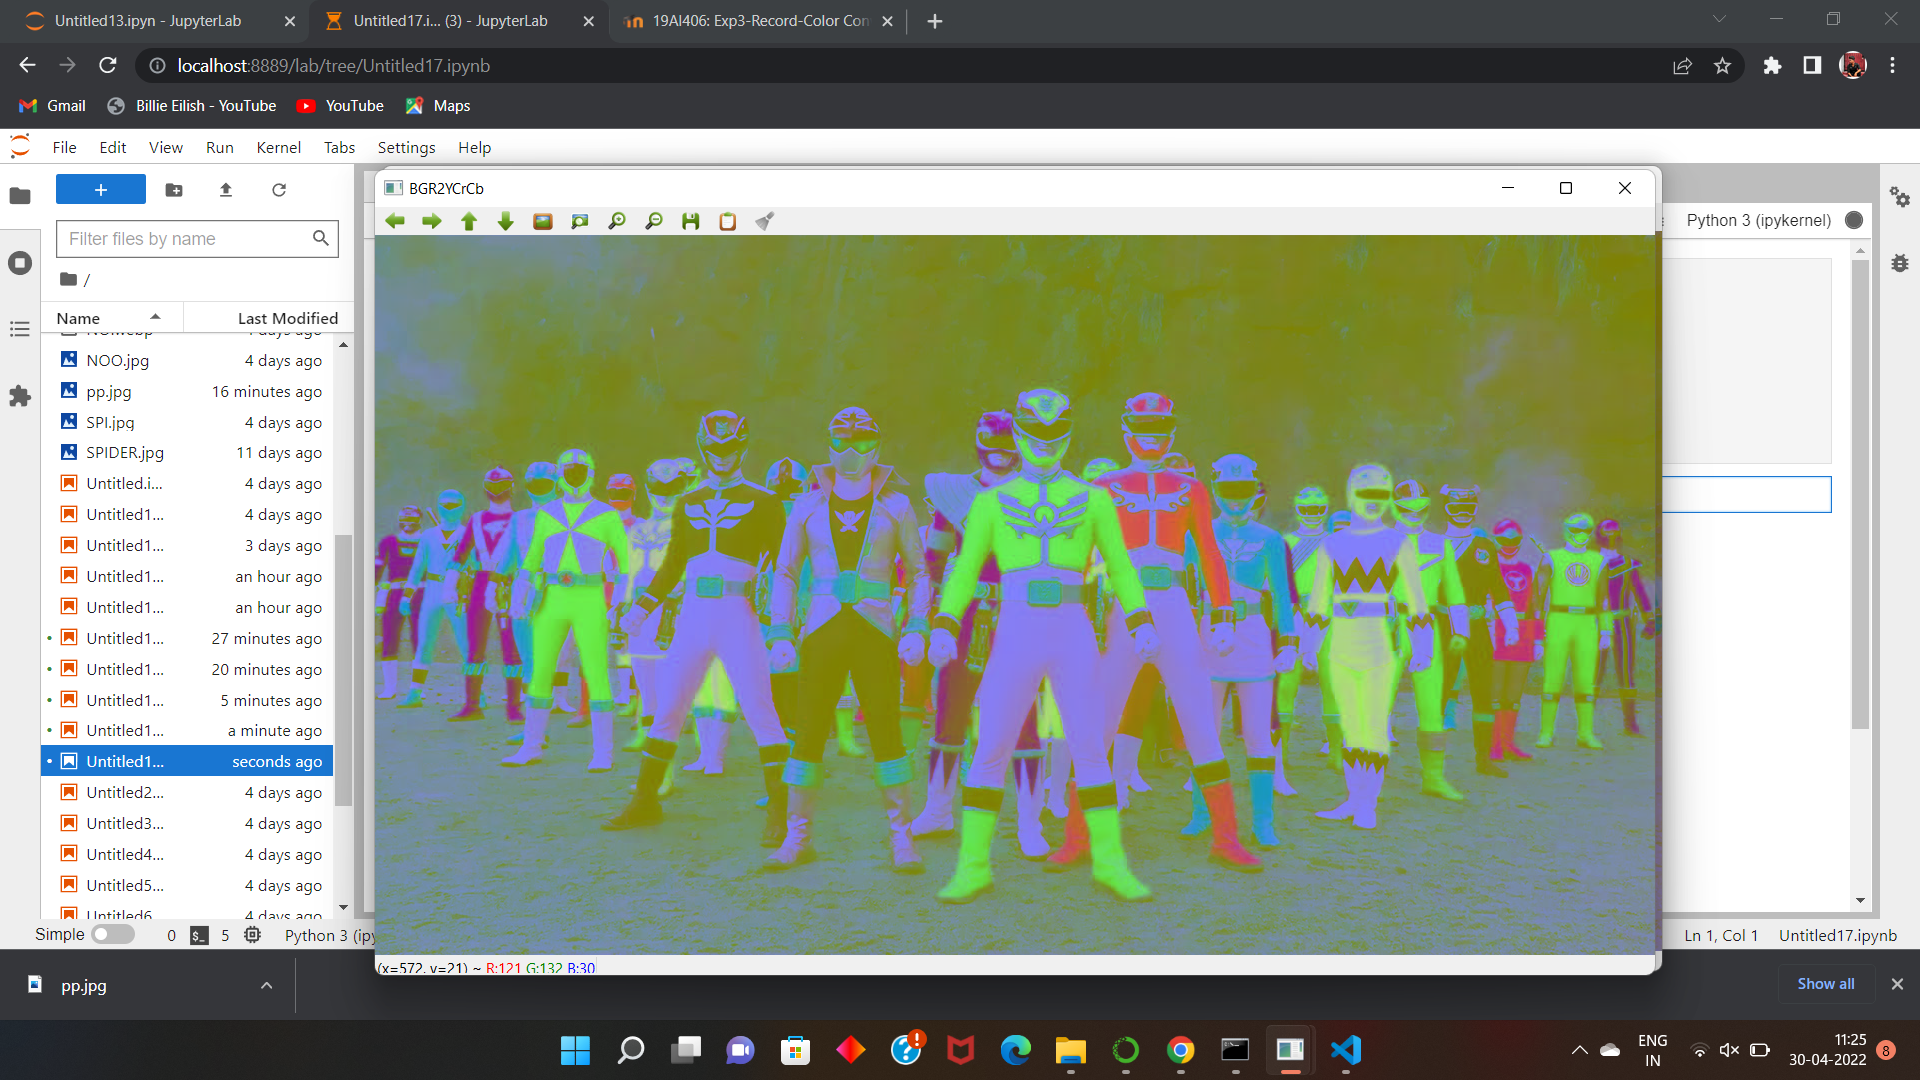 Untitled13.ipyn - JupyterLab
Untitled17.i... (3) - JupyterLab
19AI406: Exp3-Record-Color Con
localhost:8889/lab/tree/Untitled17.ipynb
Gmail
Billie Eilish - YouTube
YouTube
Maps
File Edit View Run Kernel Tabs Settings Help
BGR2YCrCb
Python 3 (ipykernel)
Filter files by name
/
Name Last Modified
NOO.jpg 4 days ago
pp.jpg 16 minutes ago
SPI.jpg 4 days ago
SPIDER.jpg 11 days ago
Untitled.i... 4 days ago
Untitled1... 4 days ago
Untitled1... 3 days ago
Untitled1... an hour ago
Untitled1... an hour ago
Untitled1... 27 minutes ago
Untitled1... 20 minutes ago
Untitled1... 5 minutes ago
Untitled1... a minute ago
Untitled1... seconds ago
Untitled2... 4 days ago
Untitled3... 4 days ago
Untitled4... 4 days ago
Untitled5... 4 days ago
Untitled6 4 days ago
Simple 0 $_ 5 Python 3 (ipy
Ln 1, Col 1 Untitled17.ipynb
(x=572, y=21) ~ R:121 G:132 B:30
pp.jpg
Show all
ENG
IN
11:25
30-04-2022
8